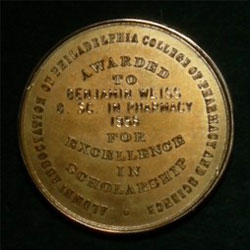 ALUMNI ASSOCIATION OF PHILADELPHIA COLLEGE OF PHARMACY AND SCIENCE
AWARDED
TO
BENJAMIN WEISS
B. SC. IN PHARMACY
FOR
EXCELLENCE
IN
SCHOLARSHIP